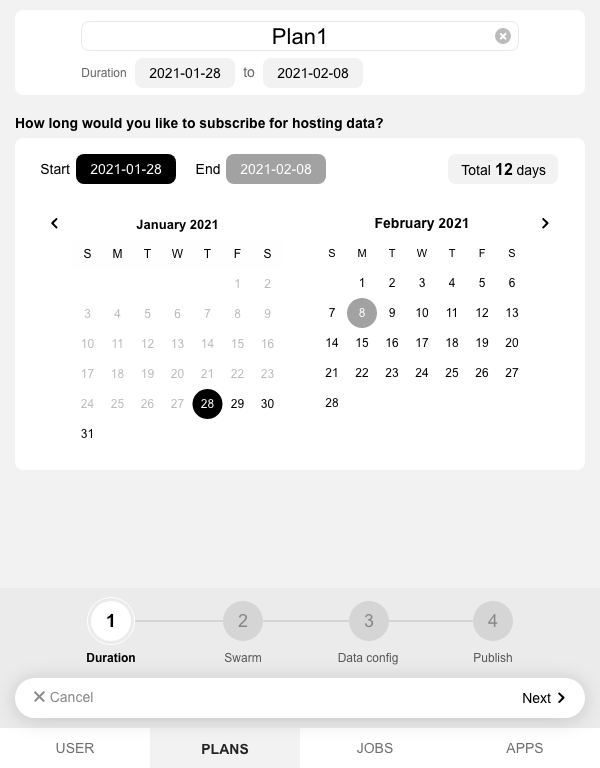 Plan1
Duration 2021-01-28 to 2021-02-08
How long would you like to subscribe for hosting data?
Start 2021-01-28 End 2021-02-08 Total 12 days
January 2021
S M T W T F S
1 2
3 4 5 6 7 8 9
10 11 12 13 14 15 16
17 18 19 20 21 22 23
24 25 26 27 28 29 30
31
February 2021
S M T W T F S
1 2 3 4 5 6
7 8 9 10 11 12 13
14 15 16 17 18 19 20
21 22 23 24 25 26 27
28
1 2 3 4
Duration Swarm Data config Publish
Cancel Next
USER PLANS JOBS APPS